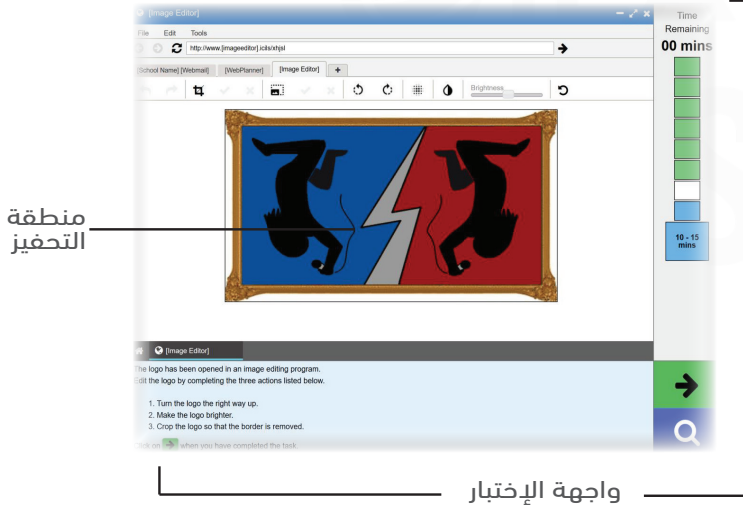 [Image Editor]
Time
Remaining
00 mins
File Edit Tools
http://www.[imageeditor].icils/xhjsl
[School Name] [Webmail] [WebPlanner] [Image Editor] +
Brightness
منطقة
التحفيز
10 - 15
mins
[Image Editor]
The logo has been opened in an image editing program.
Edit the logo by completing the three actions listed below.
1. Turn the logo the right way up.
2. Make the logo brighter.
3. Crop the logo so that the border is removed.
Click on when you have completed the task.
واجهة الإختبار